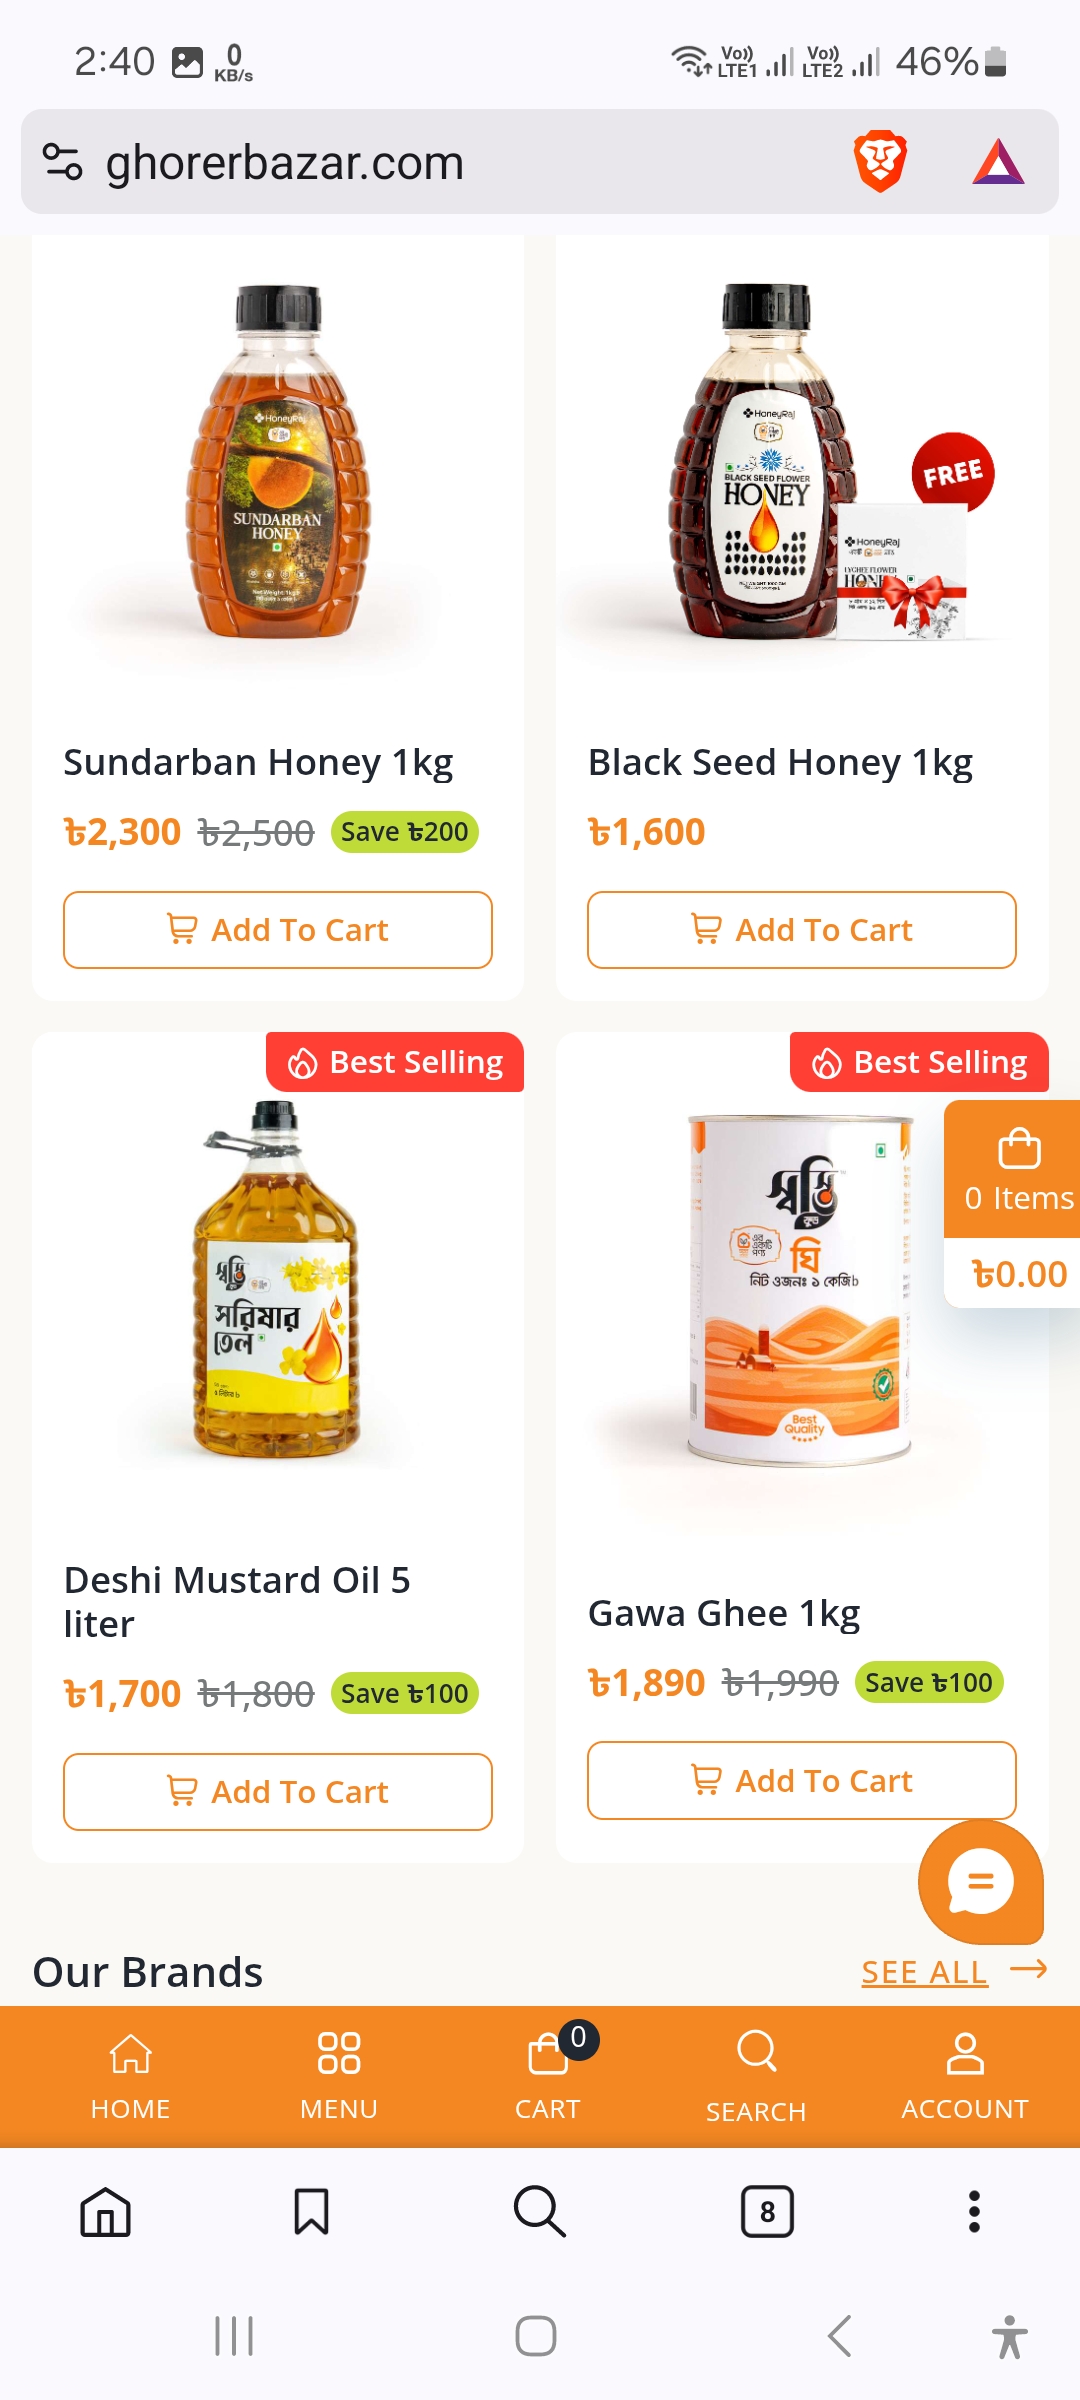 2:40
0
KB/s
Vo))
LTE1
Vo))
LTE2
46%
ghorerbazar.com
HoneyRaj
SUNDARBAN
HONEY
HoneyRaj
BLACK SEED FLOWER
HONEY
FREE
HoneyRaj
LYCHEE FLOWER
Sundarban Honey 1kg
Black Seed Honey 1kg
৳2,300 ৳2,500 Save ৳200
৳1,600
Add To Cart
Add To Cart
Best Selling
Best Selling
স্বস্তি
সরিষার
তেল
স্বস্তি
ফুড
ঘি
নিট ওজনঃ ১ কেজি
Best
Quality
0 Items
৳0.00
Deshi Mustard Oil 5
liter
Gawa Ghee 1kg
৳1,700 ৳1,800 Save ৳100
৳1,890 ৳1,990 Save ৳100
Add To Cart
Add To Cart
Our Brands
SEE ALL
HOME
MENU
0
CART
SEARCH
ACCOUNT
8